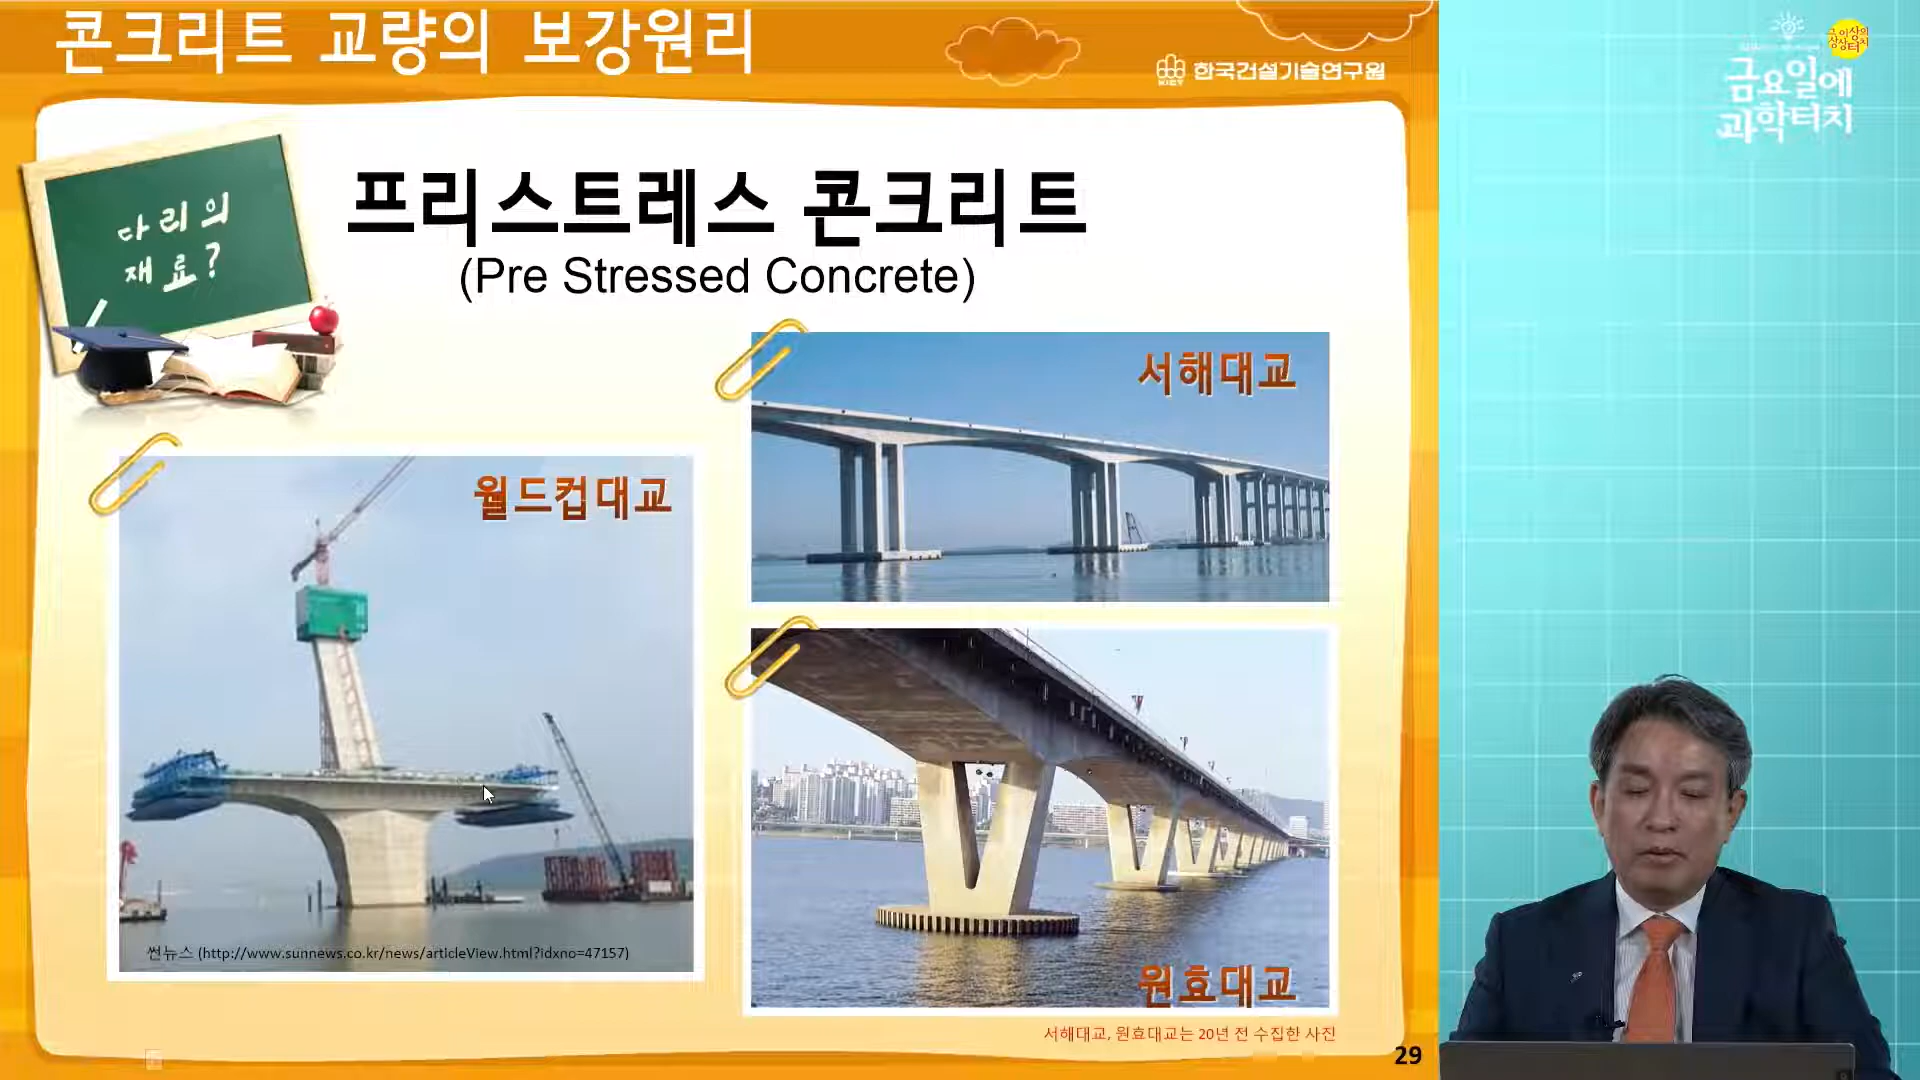 콘크리트 교량의 보강원리
한국건설기술연구원
다리의
재료?
프리스트레스 콘크리트
(Pre Stressed Concrete)
서해대교
월드컵대교
썬뉴스 (http://www.sunnews.co.kr/news/articleView.html?idxno=47157)
원효대교
서해대교, 원효대교는 20년 전 수집한 사진
29
금요일에
과학터치